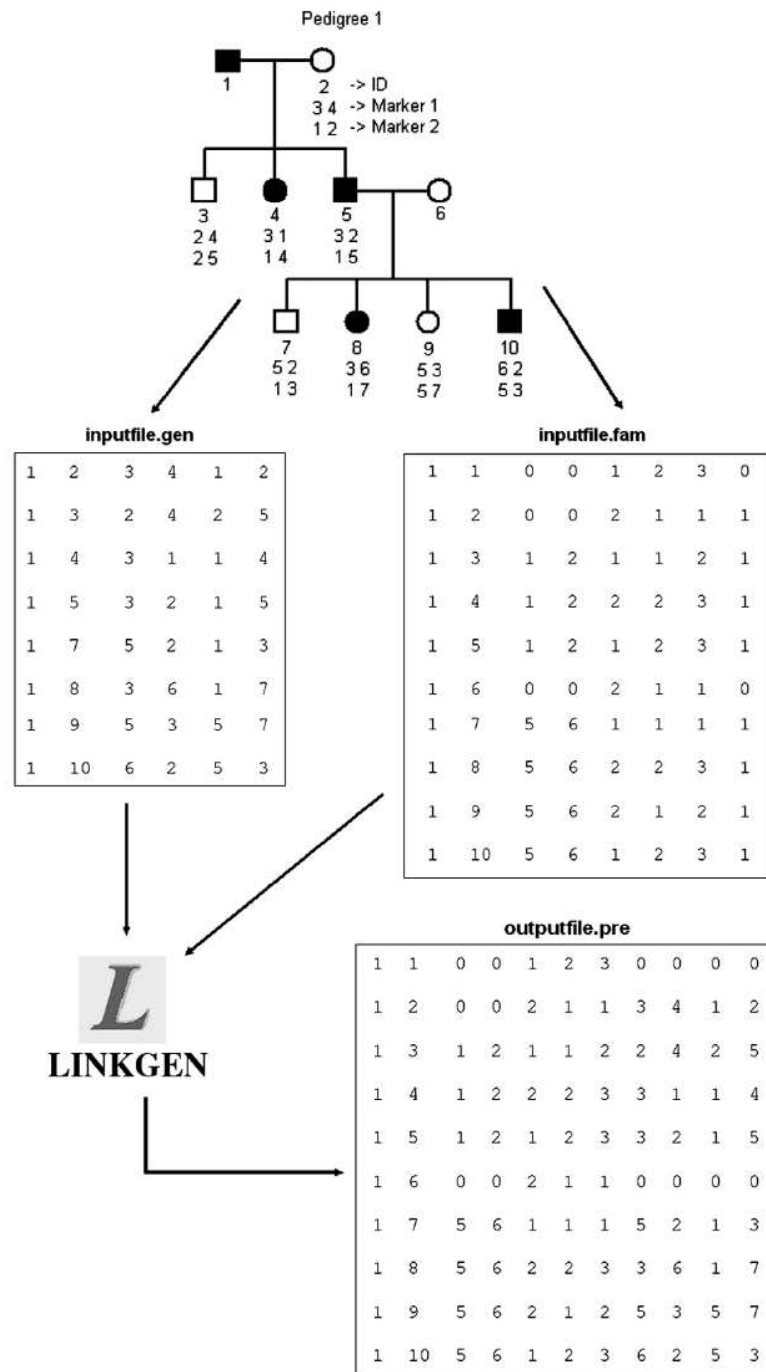 Pedigree 1
1 2 -> ID
3 4 -> Marker 1
1 2 -> Marker 2
3 4 5 6
2 4 3 1 3 2
2 5 1 4 1 5
7 8 9 10
5 2 3 6 5 3 6 2
1 3 1 7 5 7 5 3
inputfile.gen
1 2 3 4 1 2
1 3 2 4 2 5
1 4 3 1 1 4
1 5 3 2 1 5
1 7 5 2 1 3
1 8 3 6 1 7
1 9 5 3 5 7
1 10 6 2 5 3
inputfile.fam
1 1 0 0 1 2 3 0
1 2 0 0 2 1 1 1
1 3 1 2 1 1 2 1
1 4 1 2 2 2 3 1
1 5 1 2 1 2 3 1
1 6 0 0 2 1 1 0
1 7 5 6 1 1 1 1
1 8 5 6 2 2 3 1
1 9 5 6 2 1 2 1
1 10 5 6 1 2 3 1
L
LINKGEN
outputfile.pre
1 1 0 0 1 2 3 0 0 0 0
1 2 0 0 2 1 1 3 4 1 2
1 3 1 2 1 1 2 2 4 2 5
1 4 1 2 2 2 3 3 1 1 4
1 5 1 2 1 2 3 3 2 1 5
1 6 0 0 2 1 1 0 0 0 0
1 7 5 6 1 1 1 5 2 1 3
1 8 5 6 2 2 3 3 6 1 7
1 9 5 6 2 1 2 5 3 5 7
1 10 5 6 1 2 3 6 2 5 3